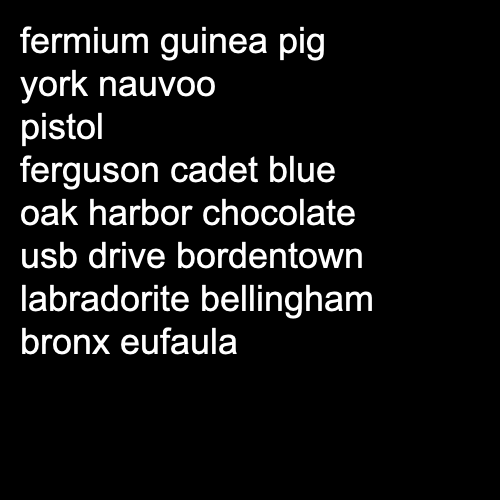 fermium guinea pig
york nauvoo
pistol
ferguson cadet blue
oak harbor chocolate
usb drive bordentown
labradorite bellingham
bronx eufaula